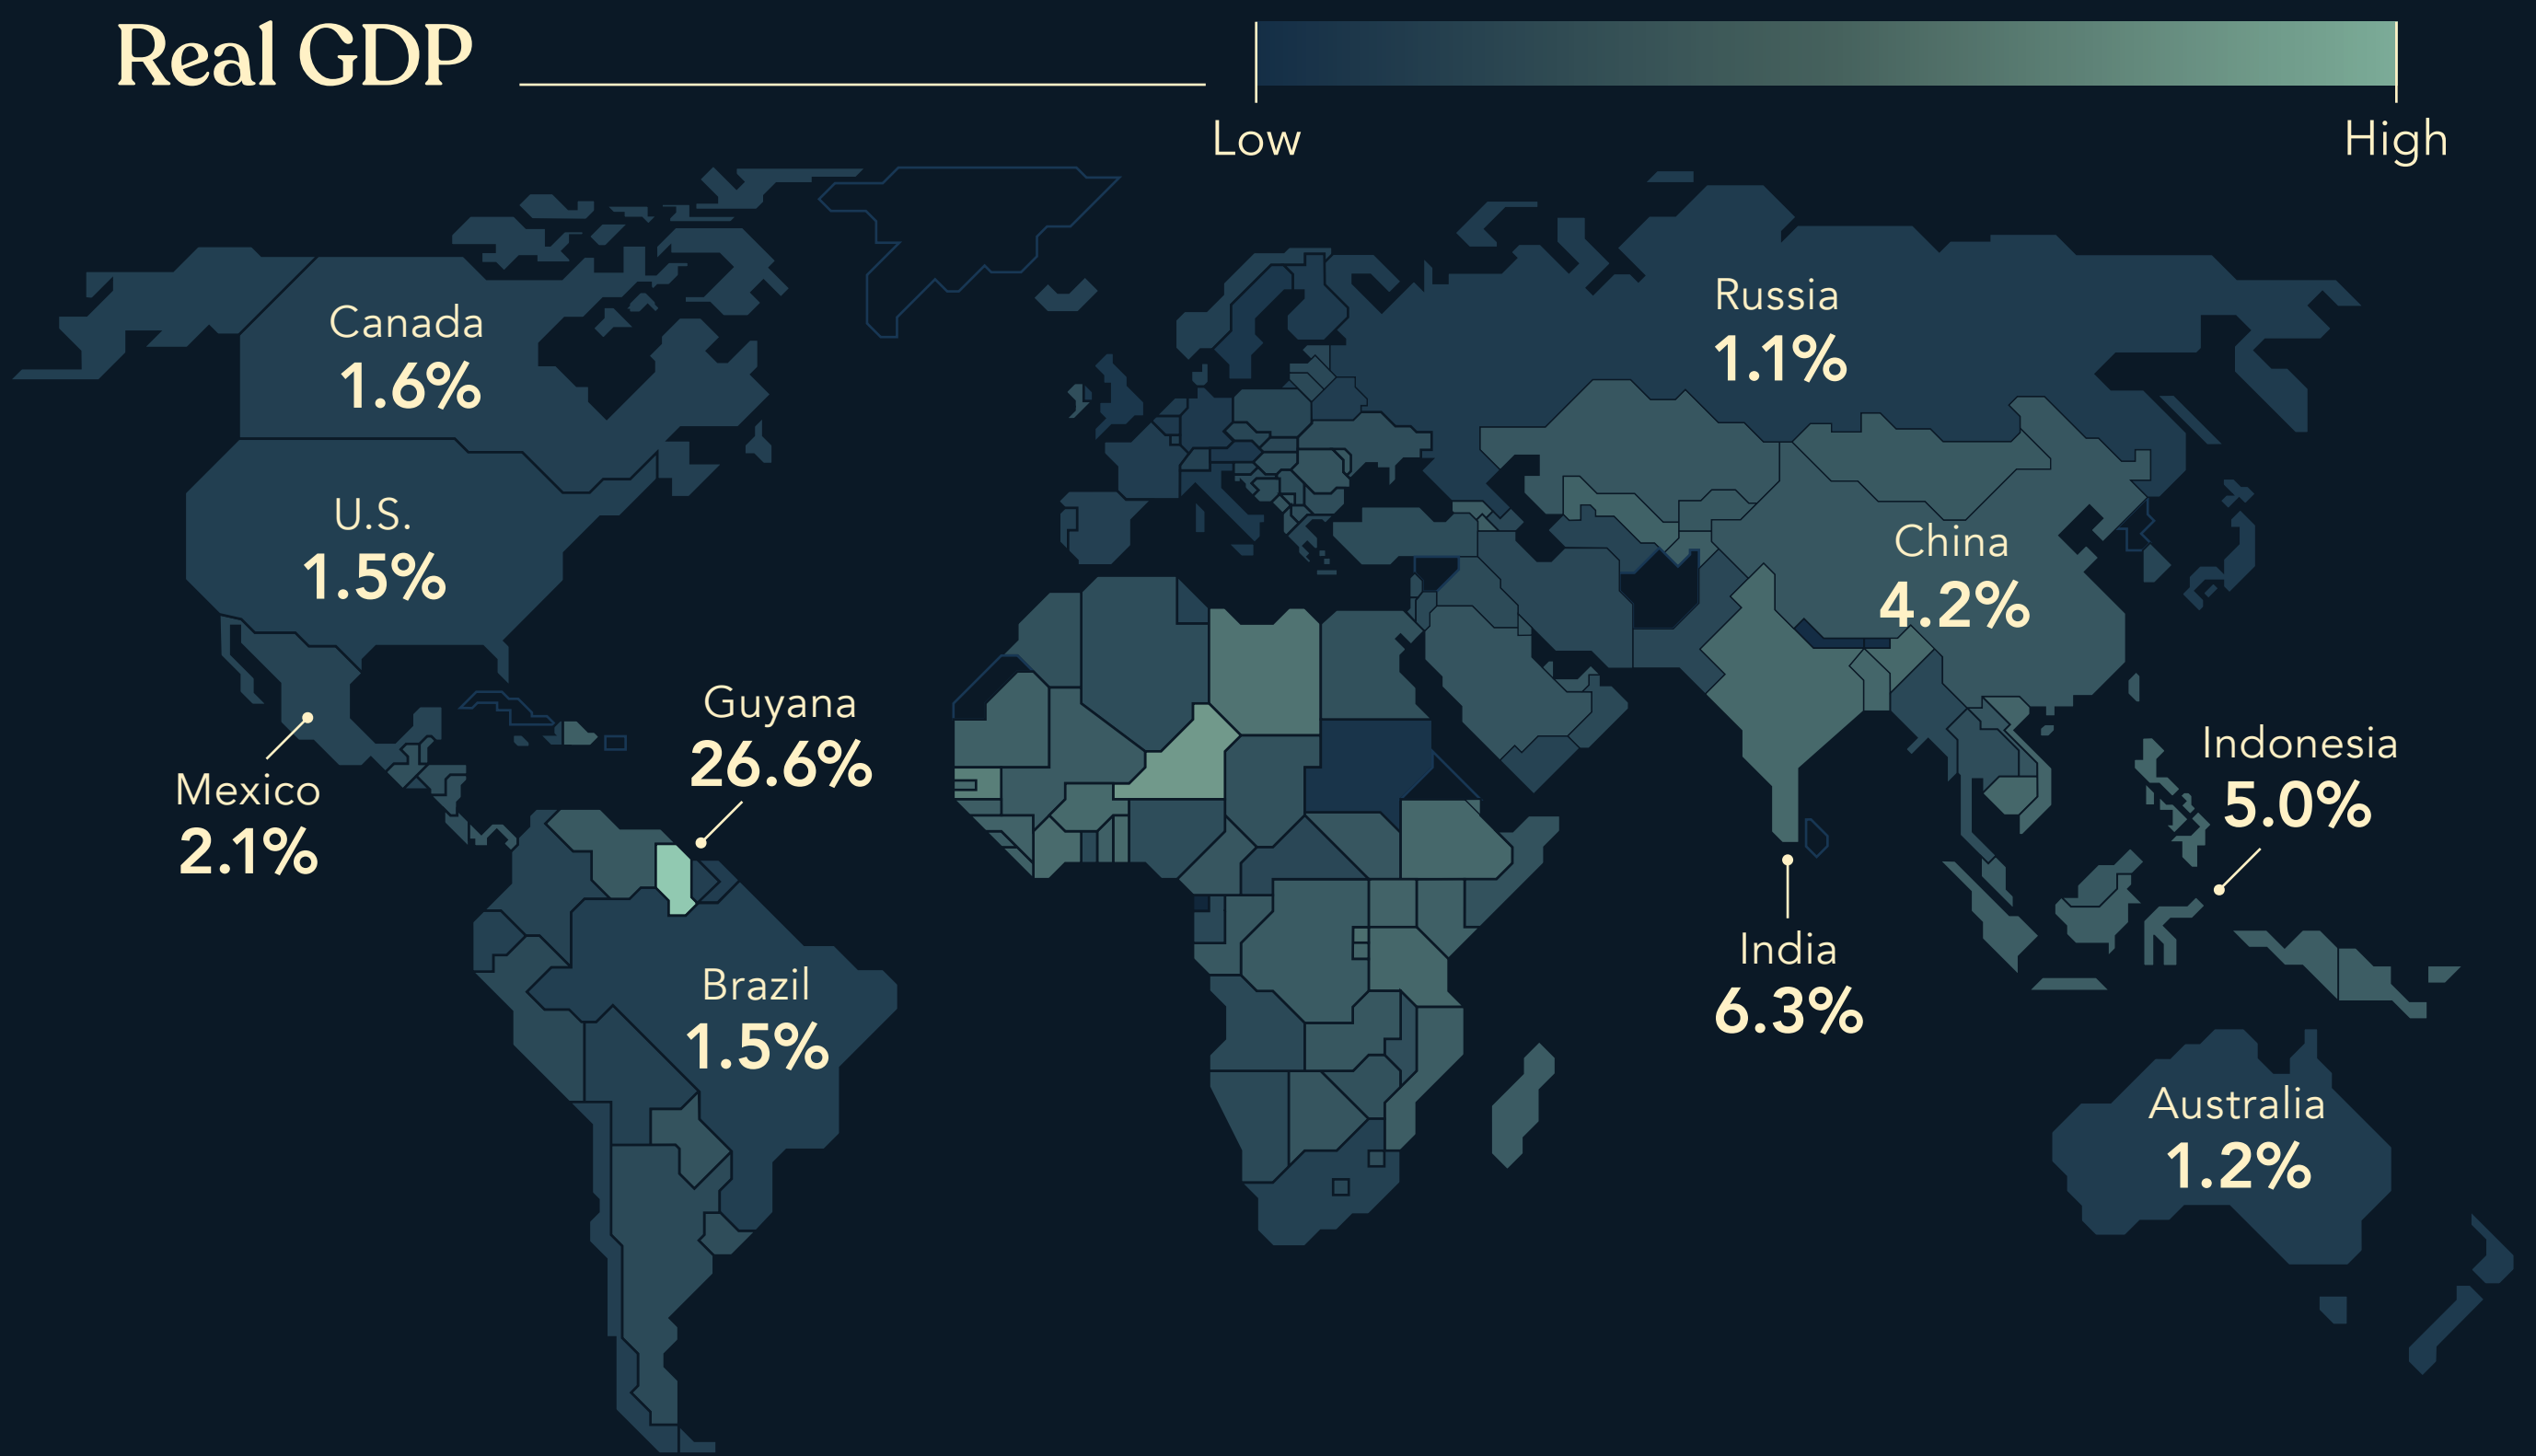 Real GDP
Low
High
Canada
1.6%
Russia
1.1%
U.S.
1.5%
China
4.2%
Guyana
26.6%
Mexico
2.1%
Indonesia
5.0%
India
6.3%
Brazil
1.5%
Australia
1.2%